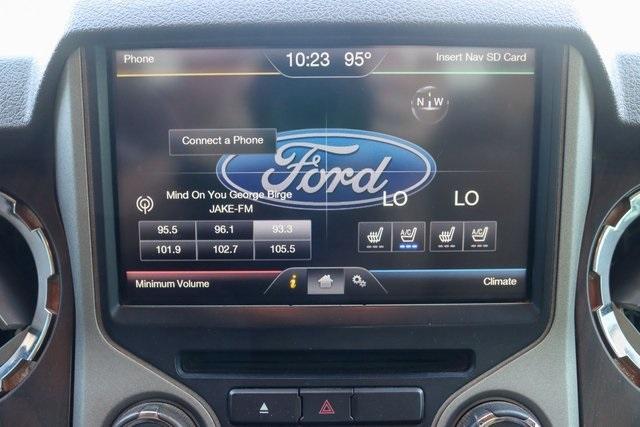 Phone 10:23 95º Insert Nav SD Card
N W
Connect a Phone
Ford
Mind On You George Birge
JAKE-FM
LO LO
95.5 96.1 93.3
101.9 102.7 105.5
A/C A/C
Minimum Volume i Climate